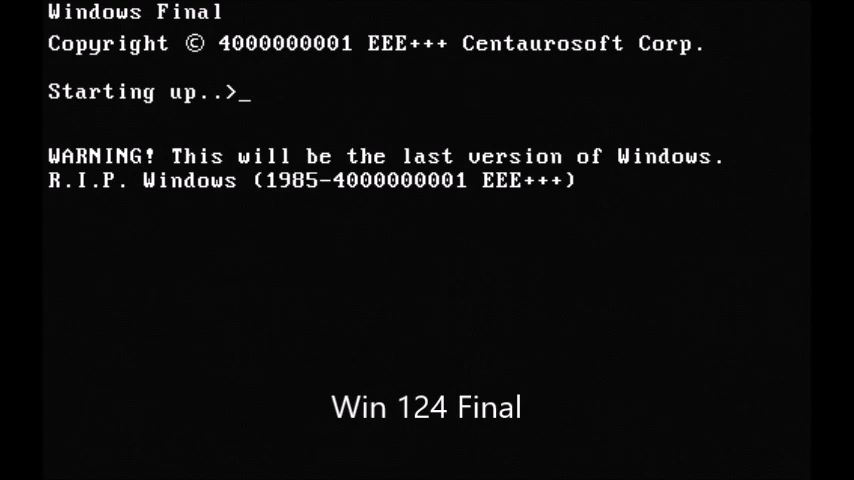 Windows Final
Copyright © 4000000001 EEE+++ Centaurosoft Corp.
Starting up..>_
WARNING! This will be the last version of Windows.
R.I.P. Windows (1985-4000000001 EEE+++)
Win 124 Final